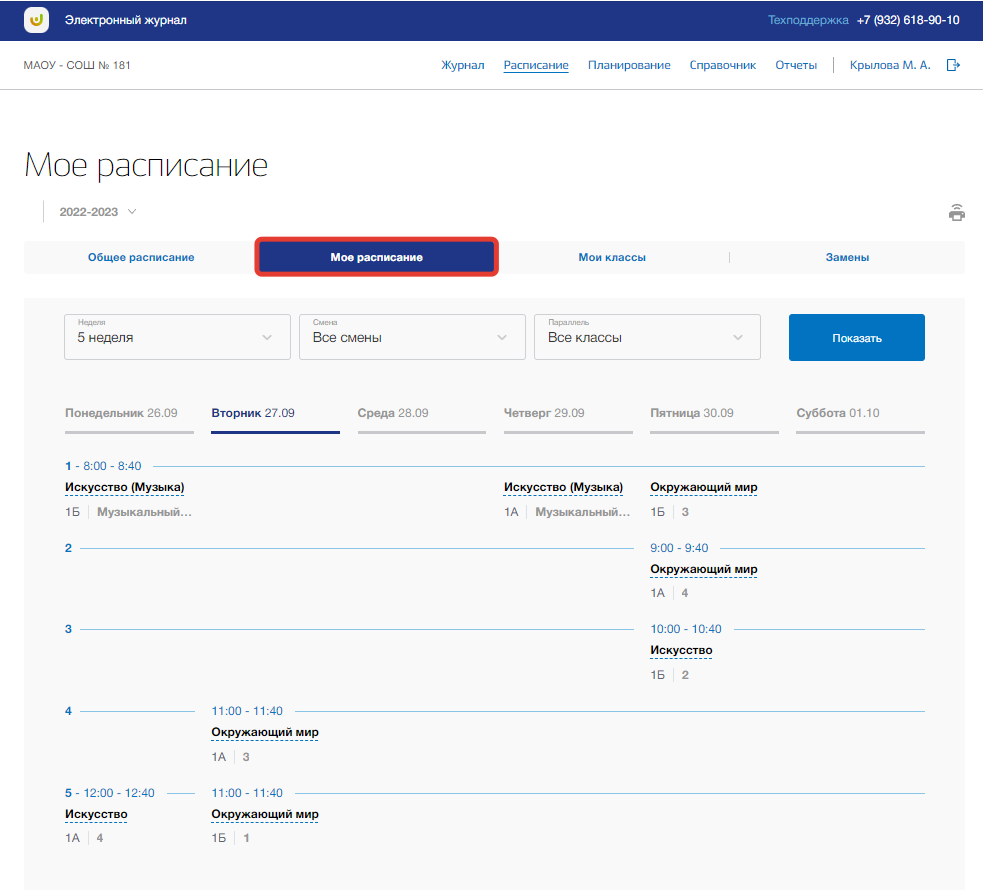 Электронный журнал
Техподдержка +7 (932) 618-90-10
МАОУ - СОШ № 181
Журнал Расписание Планирование Справочник Отчеты Крылова М. А.
Мое расписание
2022-2023
Общее расписание Мое расписание Мои классы Замены
Неделя Смена Параллель
5 неделя Все смены Все классы Показать
Понедельник 26.09 Вторник 27.09 Среда 28.09 Четверг 29.09 Пятница 30.09 Суббота 01.10
1 - 8:00 - 8:40
Искусство (Музыка) Искусство (Музыка) Окружающий мир
1Б Музыкальный... 1А Музыкальный... 1Б 3
2 9:00 - 9:40
Окружающий мир
1А 4
3 10:00 - 10:40
Искусство
1Б 2
4 11:00 - 11:40
Окружающий мир
1А 3
5 - 12:00 - 12:40 11:00 - 11:40
Искусство Окружающий мир
1А 4 1Б 1